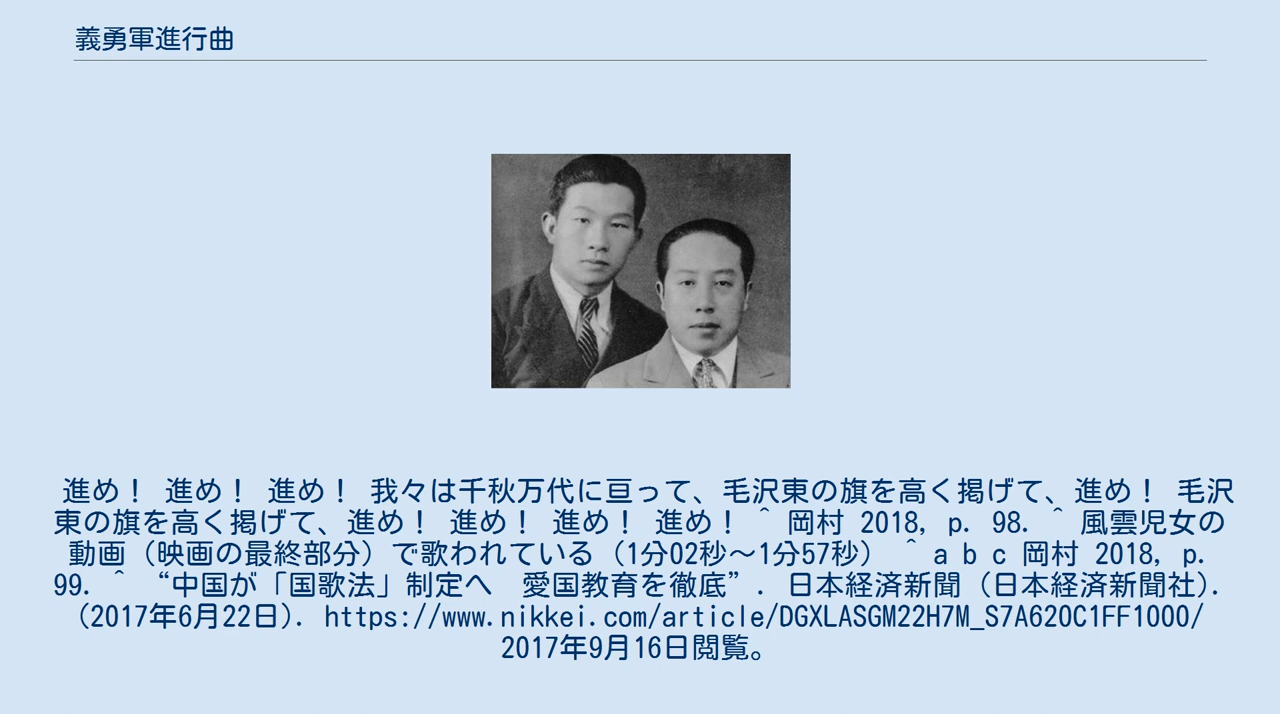 義勇軍進行曲
進め！ 進め！ 進め！ 我々は千秋万代に亘って、毛沢東の旗を高く掲げて、進め！ 毛沢
東の旗を高く掲げて、進め！ 進め！ 進め！ 進め！ ^ 岡村 2018, p. 98. ^ 風雲児女の
動画（映画の最終部分）で歌われている（1分02秒～1分57秒） ^ a b c 岡村 2018, p.
99. ^ “中国が「国歌法」制定へ　愛国教育を徹底”. 日本経済新聞 (日本経済新聞社).
(2017年6月22日). https://www.nikkei.com/article/DGXLASGM22H7M_S7A620C1FF1000/
2017年9月16日閲覧。